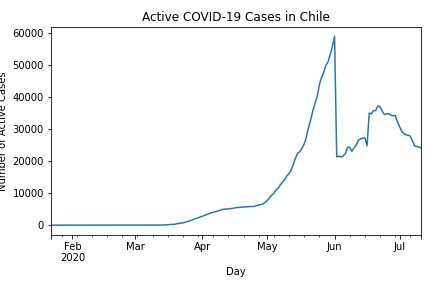 Active COVID-19 Cases in Chile
60000
50000
40000
30000
20000
10000
0
Number of Active Cases
Feb Mar Apr May Jun Jul
2020
Day